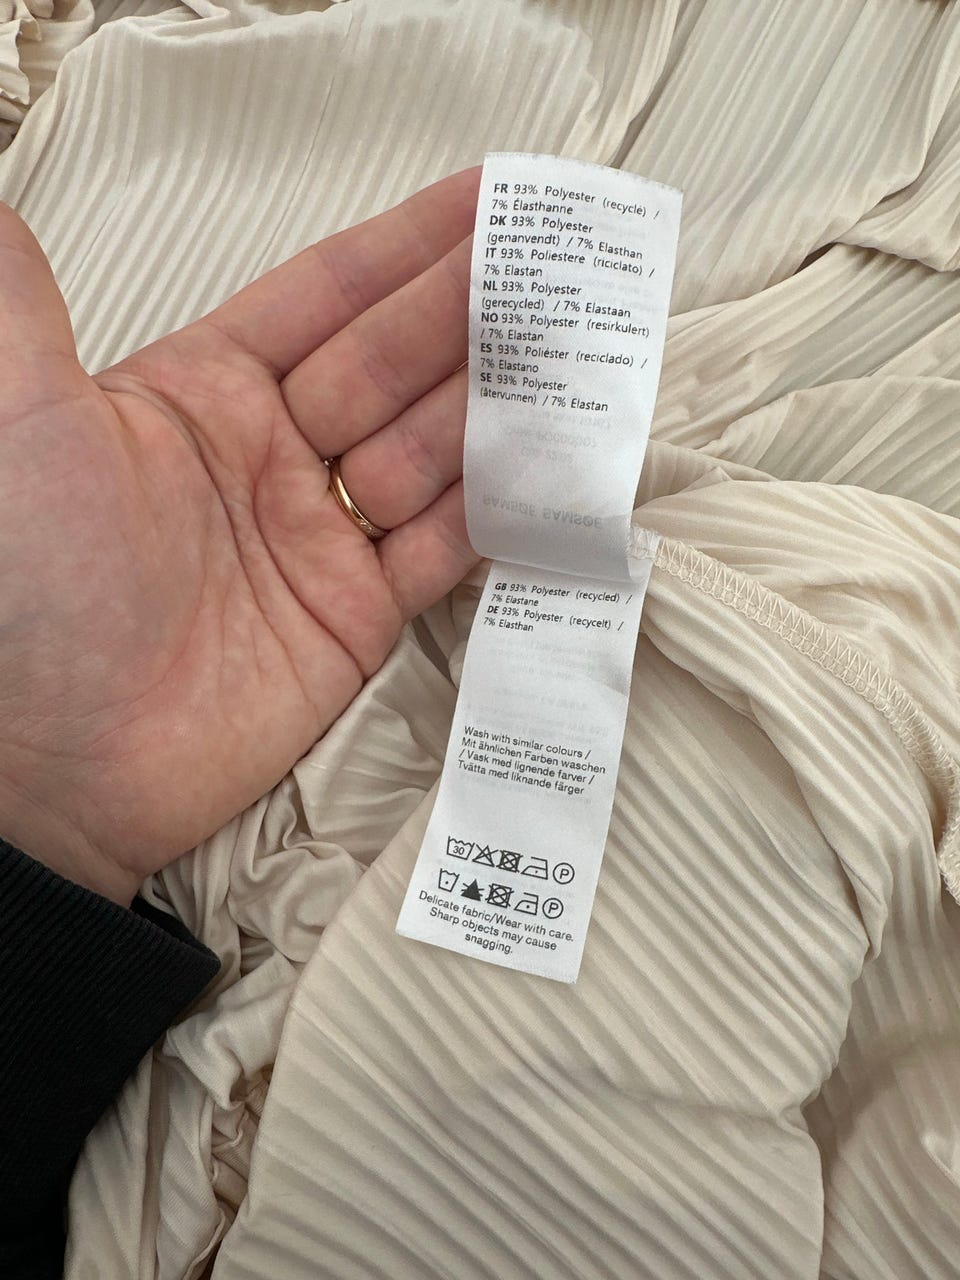 FR 93% Polyester (recyclé) /
7% Élasthanne
DK 93% Polyester
(genanvendt) / 7% Elasthan
IT 93% Poliestere (riciclato) /
7% Elastan
NL 93% Polyester
(gerecycled) / 7% Elastaan
NO 93% Polyester (resirkulert)
/ 7% Elastan
ES 93% Poliéster (reciclado) /
7% Elastano
SE 93% Polyester
(återvunnen) / 7% Elastan
SAMSØE SAMSØE
GB 93% Polyester (recycled) /
7% Elastane
DE 93% Polyester (recycelt) /
7% Elasthan
Wash with similar colours /
Mit ähnlichen Farben waschen
/ Vask med lignende farver /
Tvätta med liknande färger
30 P
P
Delicate fabric/Wear with care.
Sharp objects may cause
snagging.